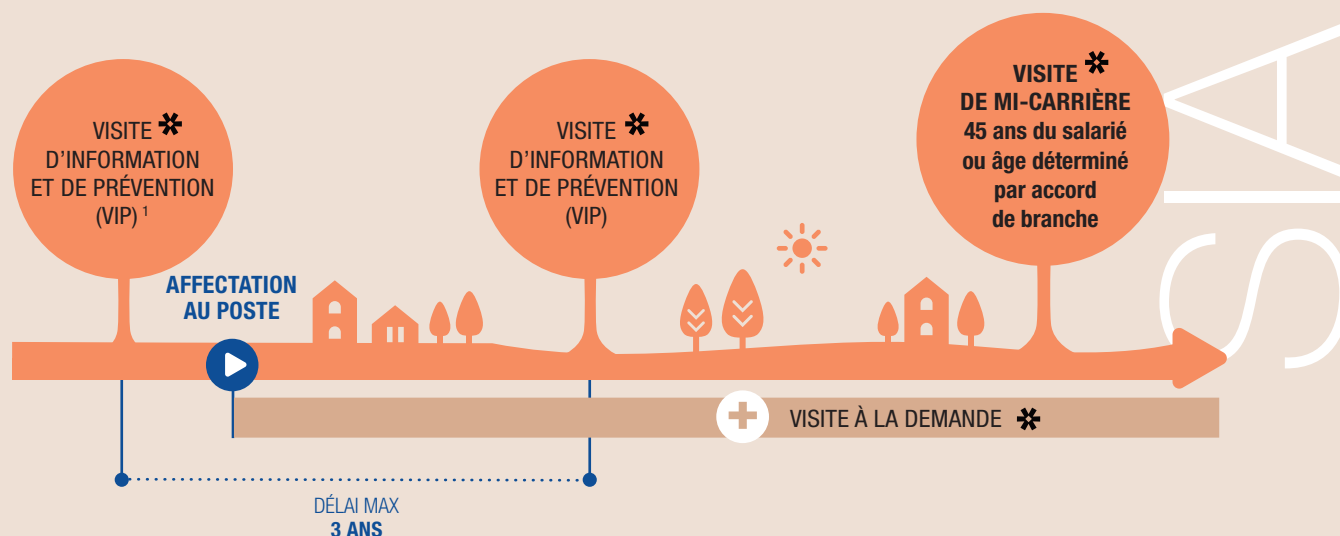 VISITE ✲
D'INFORMATION
ET DE PRÉVENTION
(VIP) ¹
VISITE ✲
D'INFORMATION
ET DE PRÉVENTION
(VIP)
VISITE ✲
DE MI-CARRIÈRE
45 ans du salarié
ou âge déterminé
par accord
de branche
AFFECTATION
AU POSTE
VISITE À LA DEMANDE ✲
DÉLAI MAX
3 ANS
SIA